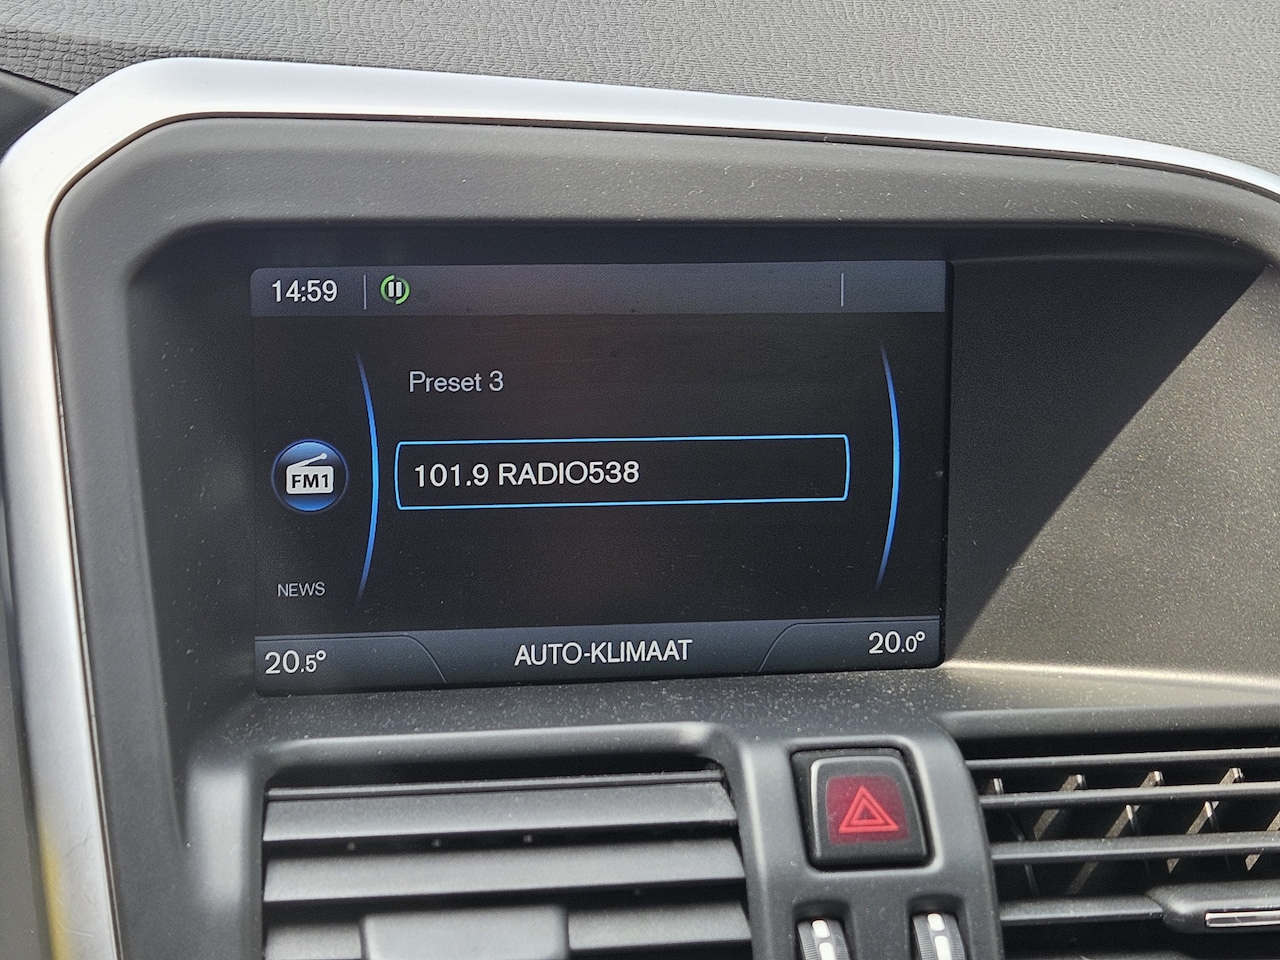 14:59
Preset 3
101.9 RADIO538
FM1
NEWS
20.5° AUTO-KLIMAAT 20.0°